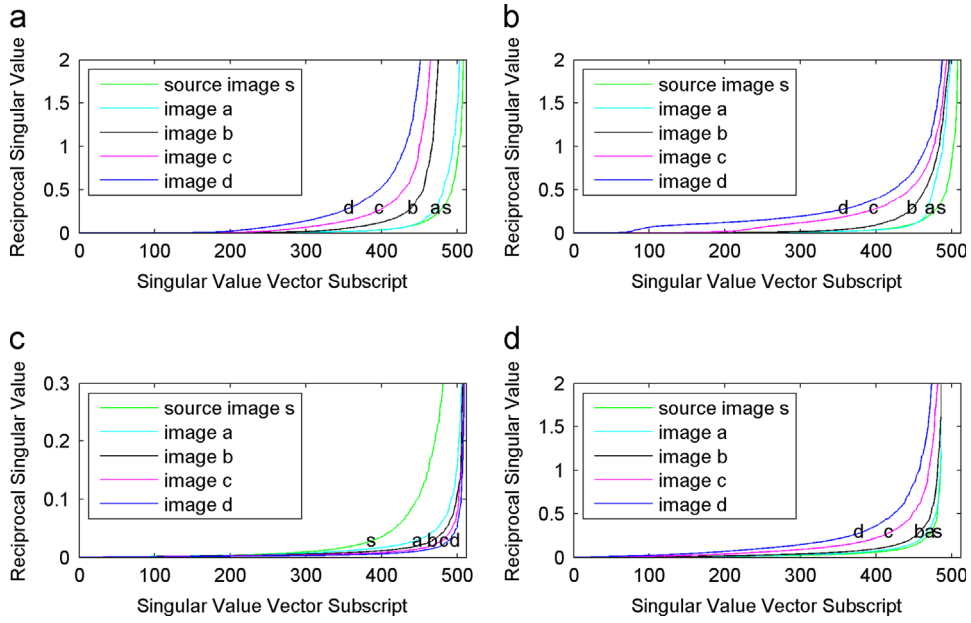 a
Reciprocal Singular Value
2
1.5
1
0.5
0
source image s
image a
image b
image c
image d
d c b a s
0 100 200 300 400 500
Singular Value Vector Subscript
b
Reciprocal Singular Value
2
1.5
1
0.5
0
source image s
image a
image b
image c
image d
d c b a s
0 100 200 300 400 500
Singular Value Vector Subscript
c
Reciprocal Singular Value
0.3
0.2
0.1
0
source image s
image a
image b
image c
image d
s a b c d
0 100 200 300 400 500
Singular Value Vector Subscript
d
Reciprocal Singular Value
2
1.5
1
0.5
0
source image s
image a
image b
image c
image d
d c b a s
0 100 200 300 400 500
Singular Value Vector Subscript